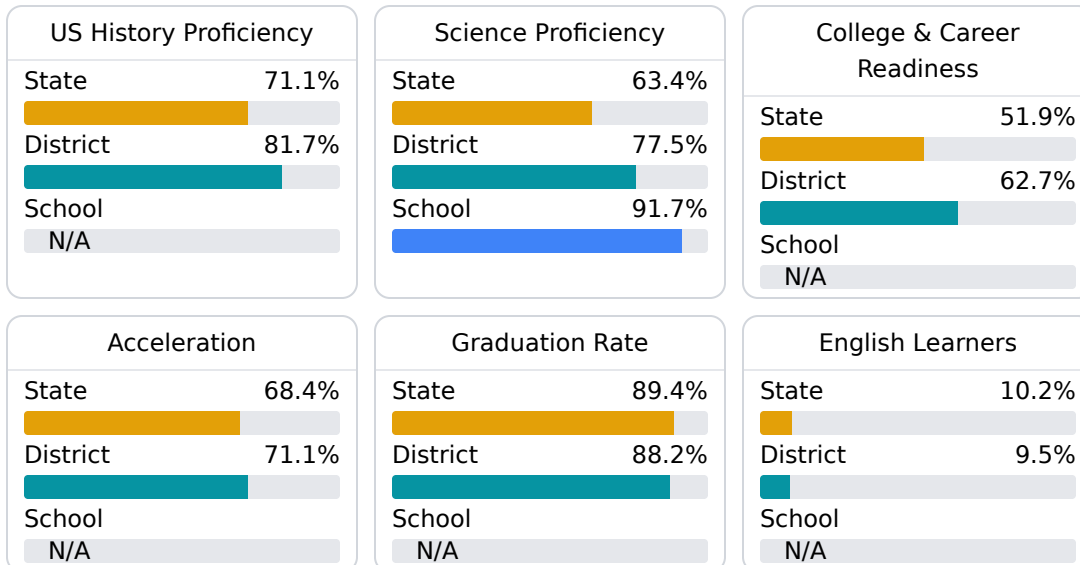 US History Proficiency
State 71.1%
District 81.7%
School
N/A
Science Proficiency
State 63.4%
District 77.5%
School 91.7%
College & Career
Readiness
State 51.9%
District 62.7%
School
N/A
Acceleration
State 68.4%
District 71.1%
School
N/A
Graduation Rate
State 89.4%
District 88.2%
School
N/A
English Learners
State 10.2%
District 9.5%
School
N/A